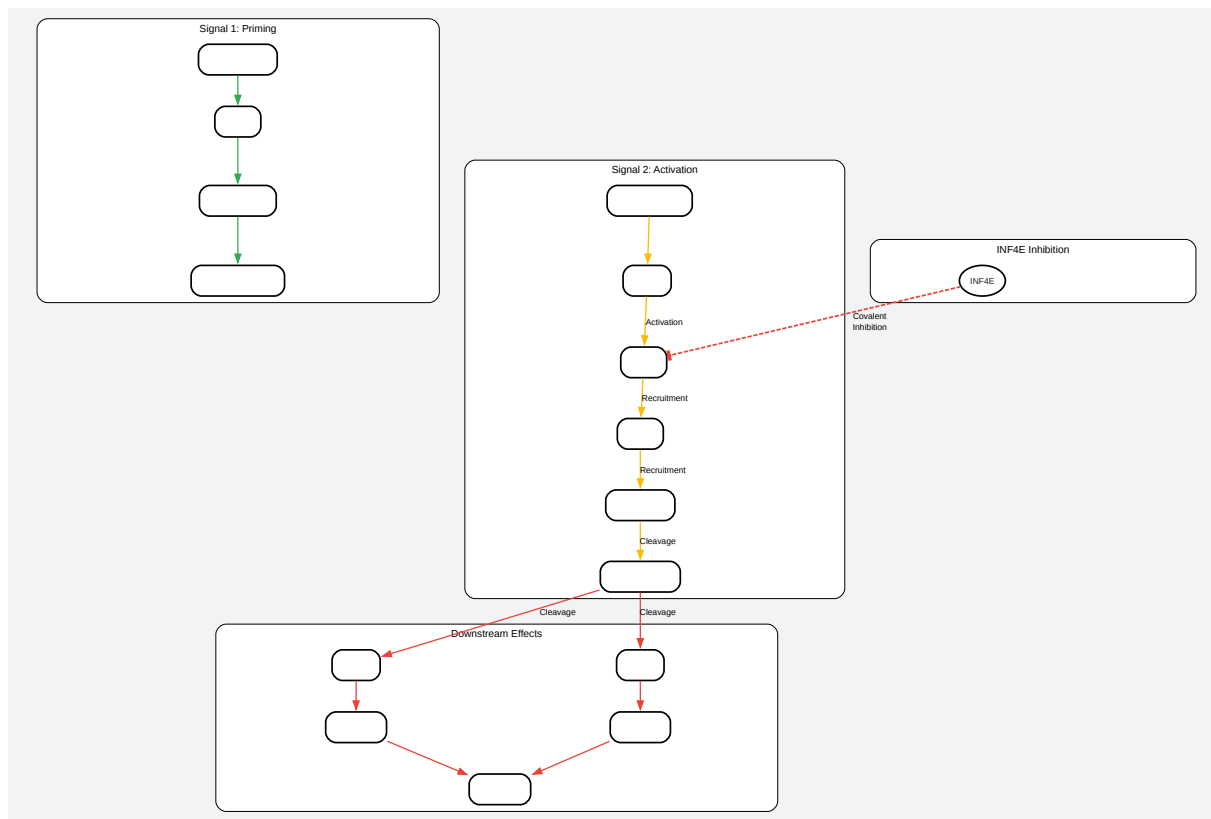 Signal 1: Priming
Signal 2: Activation
INF4E Inhibition
INF4E
Covalent
Inhibition
Activation
Recruitment
Recruitment
Cleavage
Cleavage
Cleavage
Downstream Effects